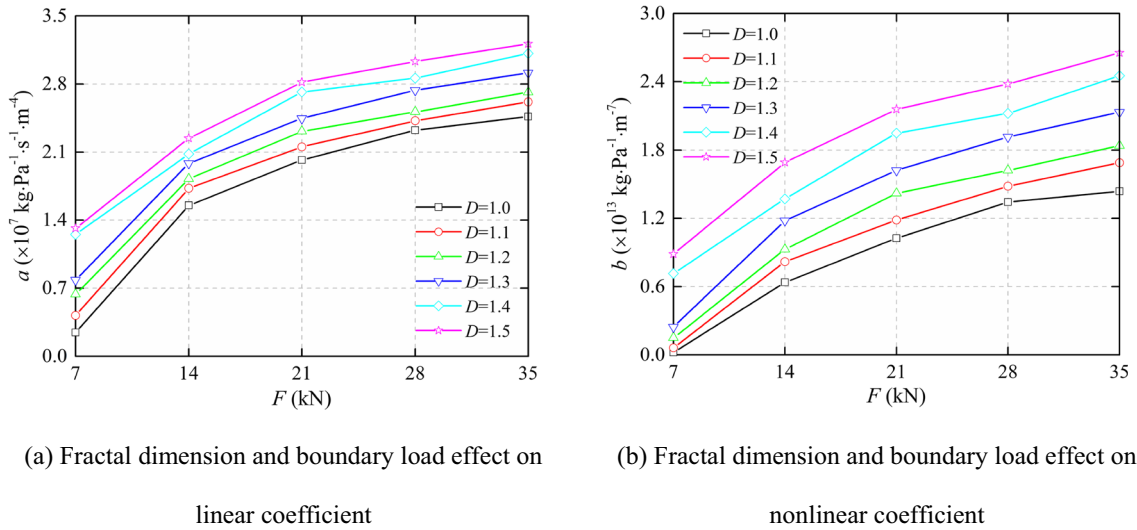 3.5
2.8
2.1
1.4
0.7
0.0
a (×10⁷ kg·Pa⁻¹·s⁻¹·m⁻⁴)
D=1.0
D=1.1
D=1.2
D=1.3
D=1.4
D=1.5
7 14 21 28 35
F (kN)
(a) Fractal dimension and boundary load effect on
linear coefficient
3.0
2.4
1.8
1.2
0.6
0.0
b (×10¹³ kg·Pa⁻¹·m⁻⁷)
D=1.0
D=1.1
D=1.2
D=1.3
D=1.4
D=1.5
7 14 21 28 35
F (kN)
(b) Fractal dimension and boundary load effect on
nonlinear coefficient